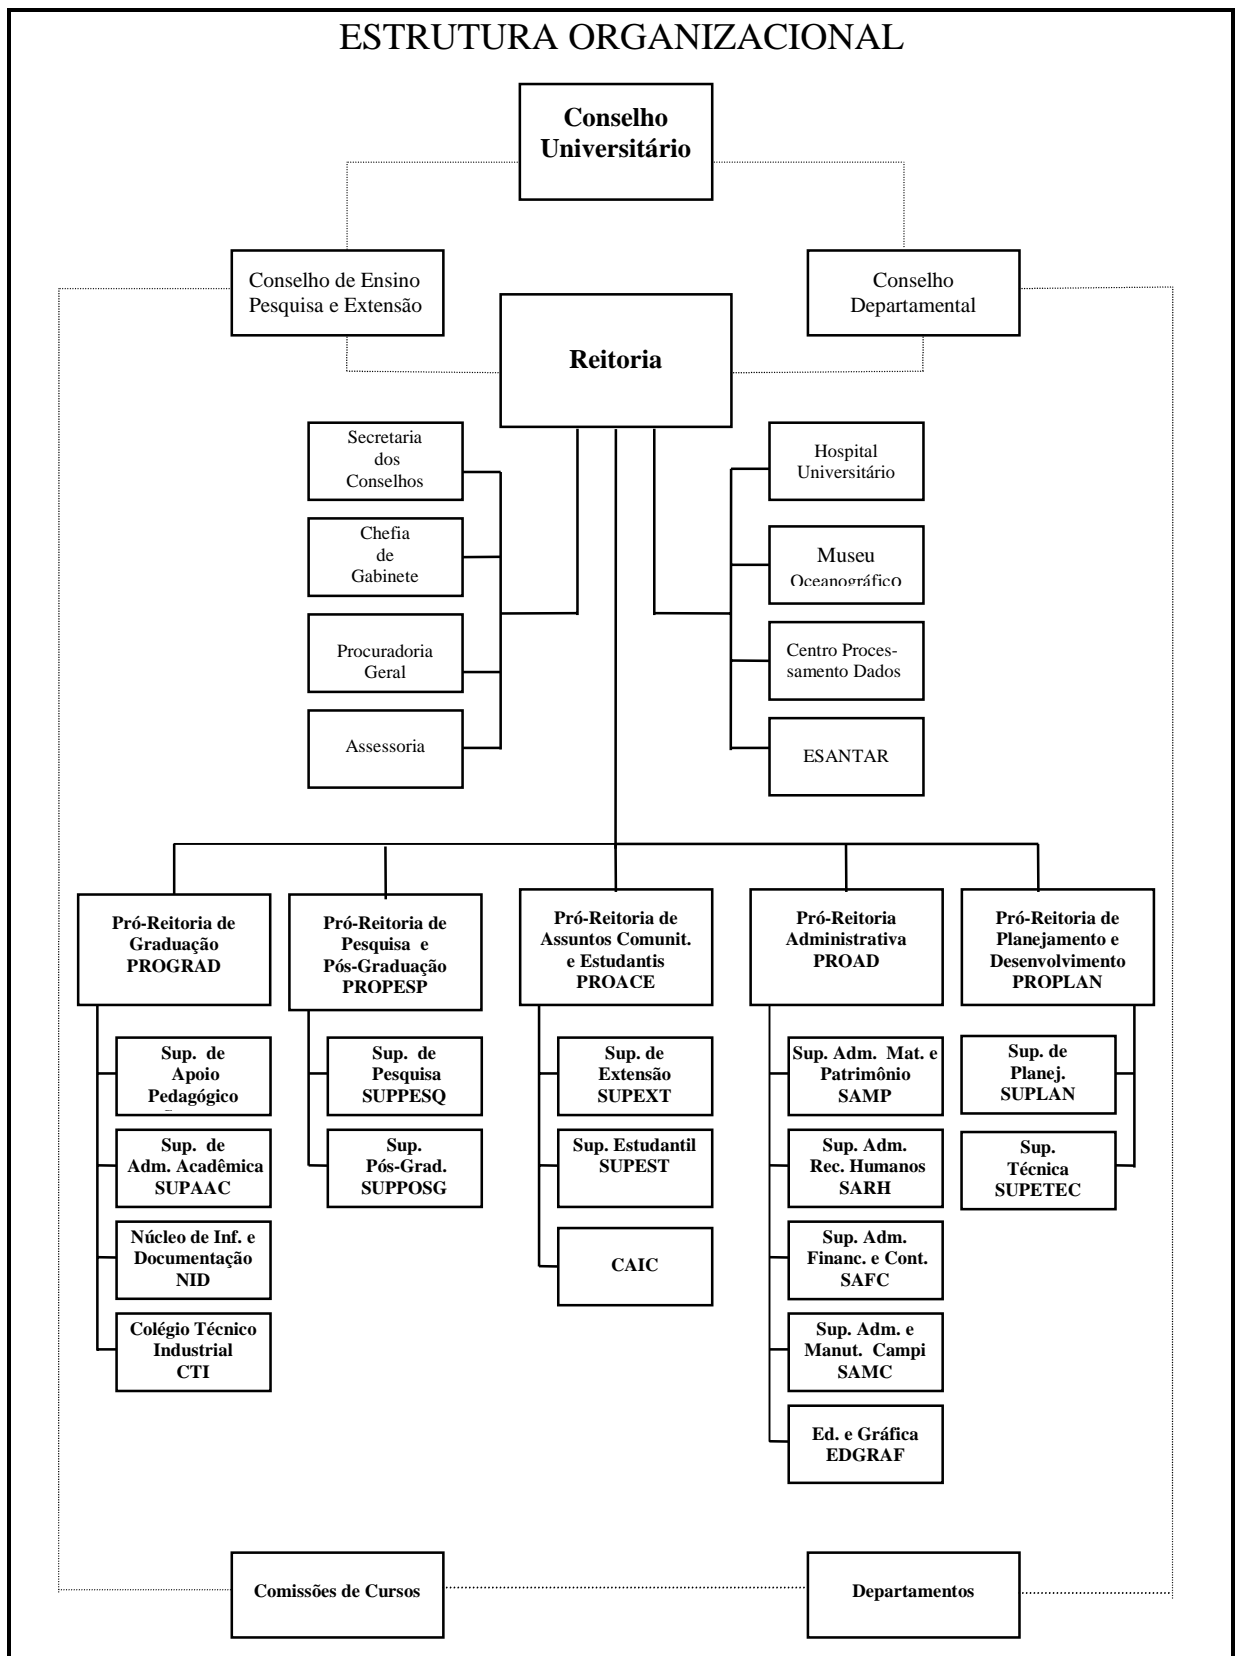 ESTRUTURA ORGANIZACIONAL
Conselho
Universitário
Conselho de Ensino
Pesquisa e Extensão
Conselho
Departamental
Reitoria
Secretaria
dos
Conselhos
Hospital
Universitário
Chefia
de
Gabinete
Museu
Oceanográfico
Procuradoria
Geral
Centro Proces-
samento Dados
Assessoria
ESANTAR
Pró-Reitoria de
Graduação
PROGRAD
Pró-Reitoria de
Pesquisa e
Pós-Graduação
PROPESP
Pró-Reitoria de
Assuntos Comunit.
e Estudantis
PROACE
Pró-Reitoria
Administrativa
PROAD
Pró-Reitoria de
Planejamento e
Desenvolvimento
PROPLAN
Sup. de
Apoio
Pedagógico
Sup. de
Adm. Acadêmica
SUPAAC
Núcleo de Inf. e
Documentação
NID
Colégio Técnico
Industrial
CTI
Sup. de
Pesquisa
SUPPESQ
Sup.
Pós-Grad.
SUPPOSG
Sup. de
Extensão
SUPEXT
Sup. Estudantil
SUPEST
CAIC
Sup. Adm. Mat. e
Patrimônio
SAMP
Sup. Adm.
Rec. Humanos
SARH
Sup. Adm.
Financ. e Cont.
SAFC
Sup. Adm. e
Manut. Campi
SAMC
Ed. e Gráfica
EDGRAF
Sup. de
Planej.
SUPLAN
Sup.
Técnica
SUPETEC
Comissões de Cursos
Departamentos